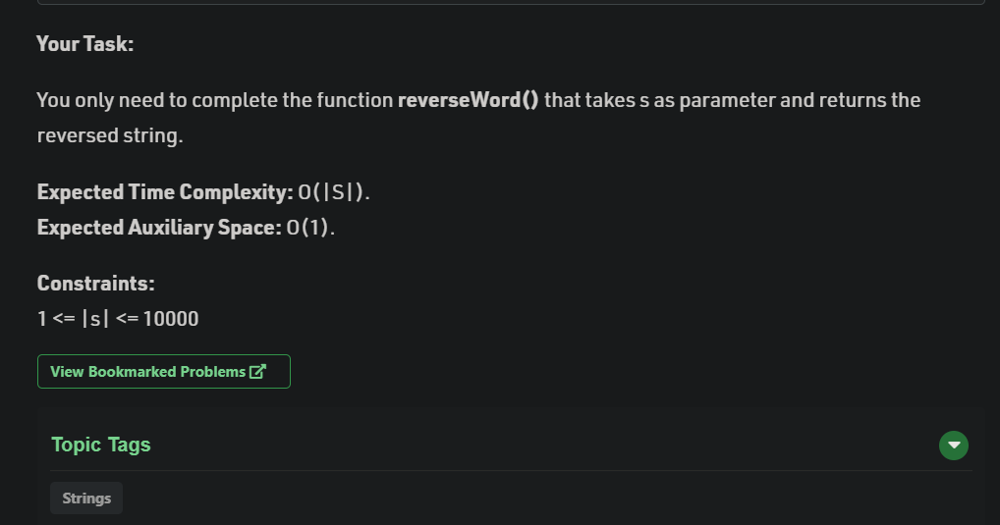 Your Task:
You only need to complete the function reverseWord() that takes s as parameter and returns the
reversed string.
Expected Time Complexity: O(|S|).
Expected Auxiliary Space: O(1).
Constraints:
1 <= |s| <= 10000
View Bookmarked Problems
Topic Tags
Strings